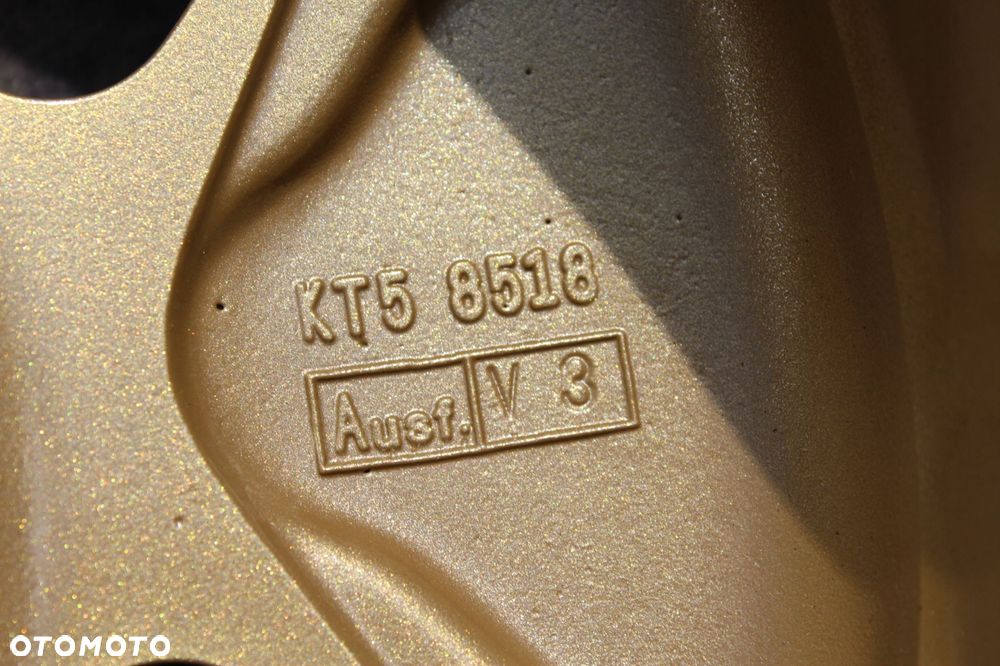 KT5 8518
Ausf. V 3
OTOMOTO